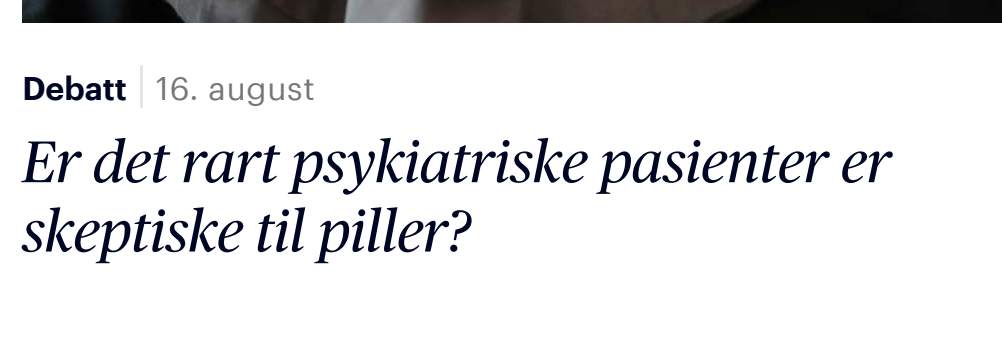 Debatt | 16. august
Er det rart psykiatriske pasienter er
skeptiske til piller?